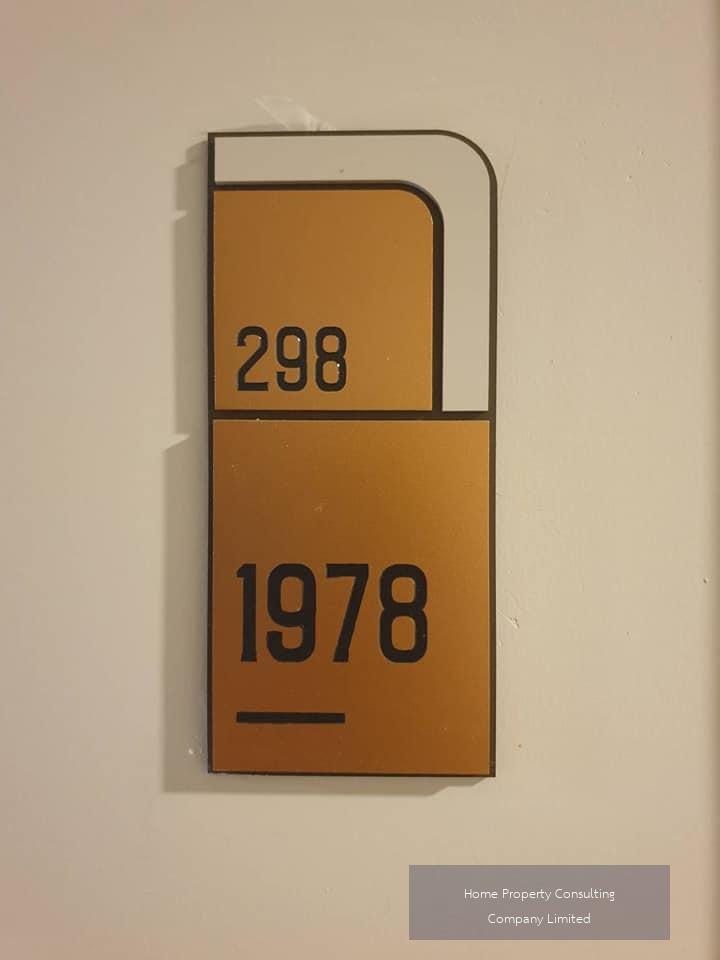 298
1978
Home Property Consulting
Company Limited